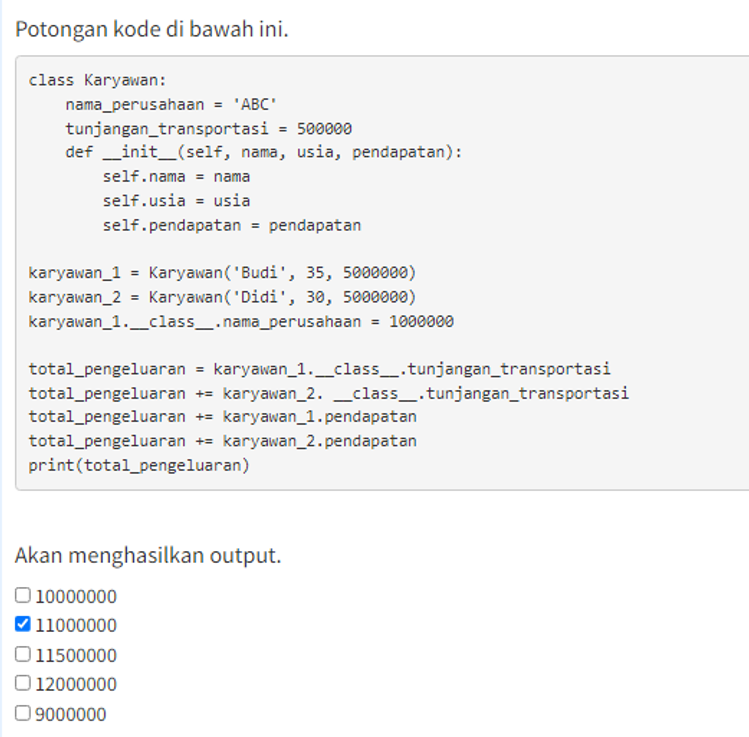 Potongan kode di bawah ini.
class Karyawan:
    nama_perusahaan = 'ABC'
    tunjangan_transportasi = 500000
    def __init__(self, nama, usia, pendapatan):
        self.nama = nama
        self.usia = usia
        self.pendapatan = pendapatan
karyawan_1 = Karyawan('Budi', 35, 5000000)
karyawan_2 = Karyawan('Didi', 30, 5000000)
karyawan_1.__class__.nama_perusahaan = 1000000
total_pengeluaran = karyawan_1.__class__.tunjangan_transportasi
total_pengeluaran += karyawan_2. __class__.tunjangan_transportasi
total_pengeluaran += karyawan_1.pendapatan
total_pengeluaran += karyawan_2.pendapatan
print(total_pengeluaran)
Akan menghasilkan output.
10000000
11000000
11500000
12000000
9000000